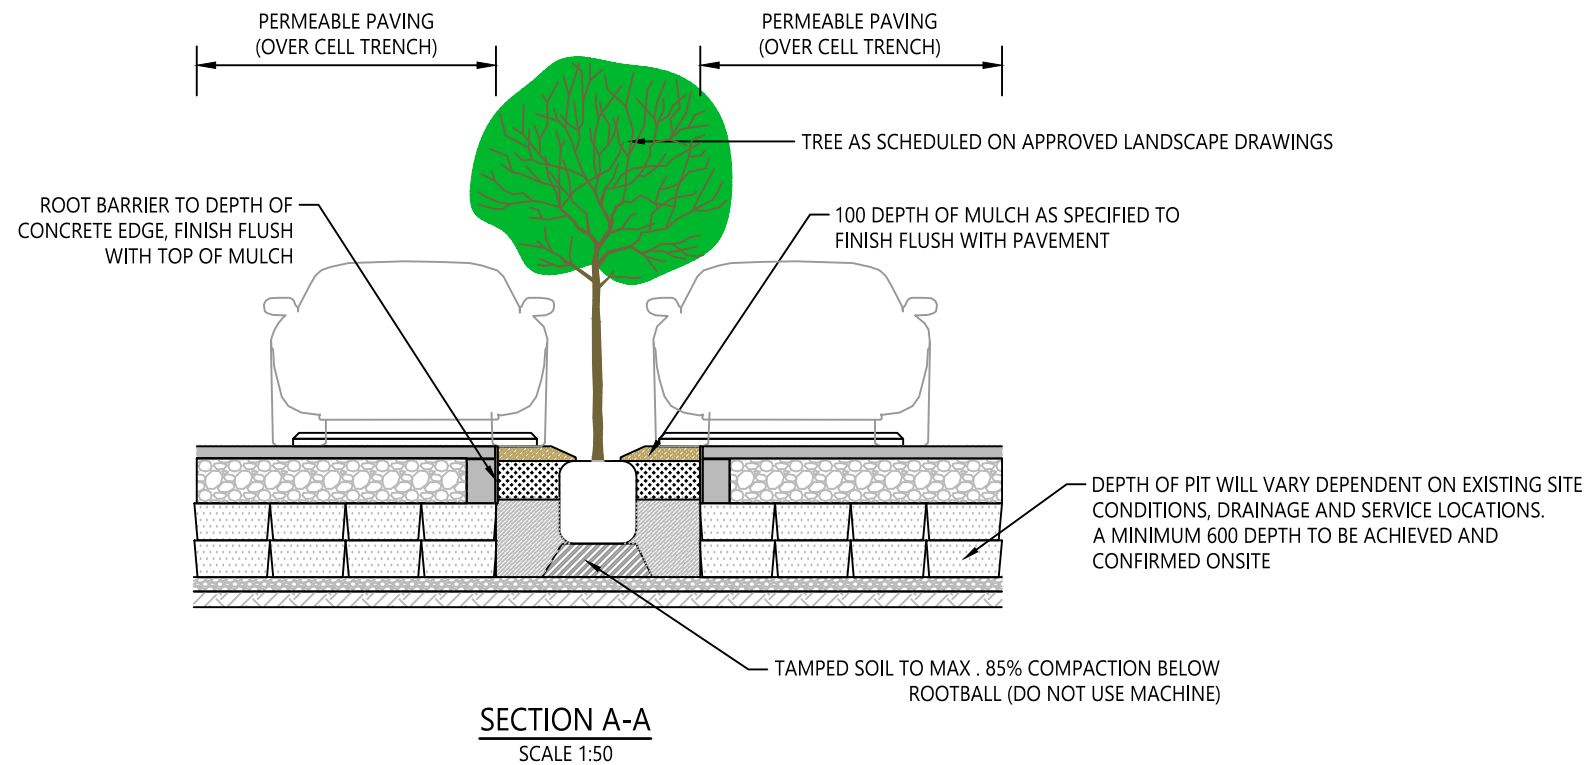 PERMEABLE PAVING
(OVER CELL TRENCH)
PERMEABLE PAVING
(OVER CELL TRENCH)
TREE AS SCHEDULED ON APPROVED LANDSCAPE DRAWINGS
ROOT BARRIER TO DEPTH OF
CONCRETE EDGE, FINISH FLUSH
WITH TOP OF MULCH
100 DEPTH OF MULCH AS SPECIFIED TO
FINISH FLUSH WITH PAVEMENT
DEPTH OF PIT WILL VARY DEPENDENT ON EXISTING SITE
CONDITIONS, DRAINAGE AND SERVICE LOCATIONS.
A MINIMUM 600 DEPTH TO BE ACHIEVED AND
CONFIRMED ONSITE
TAMPED SOIL TO MAX . 85% COMPACTION BELOW
ROOTBALL (DO NOT USE MACHINE)
SECTION A-A
SCALE 1:50